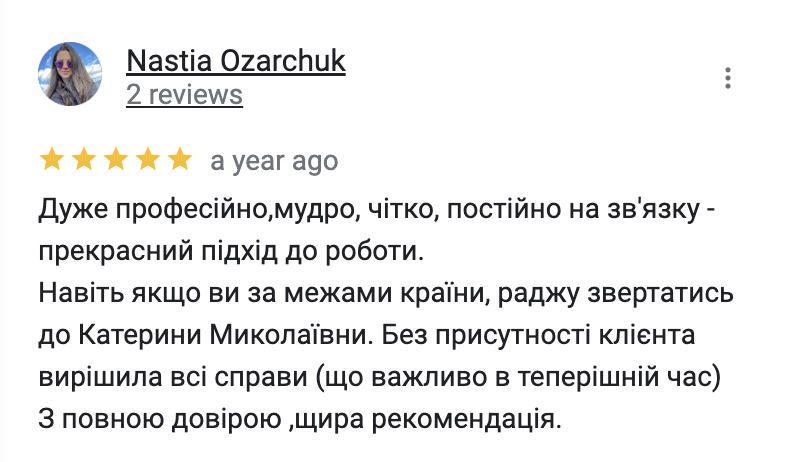 Nastia Ozarchuk
2 reviews
a year ago
Дуже професійно,мудро, чітко, постійно на зв'язку -
прекрасний підхід до роботи.
Навіть якщо ви за межами країни, раджу звертатись
до Катерини Миколаївни. Без присутності клієнта
вирішила всі справи (що важливо в теперішній час)
З повною довірою ,щира рекомендація.